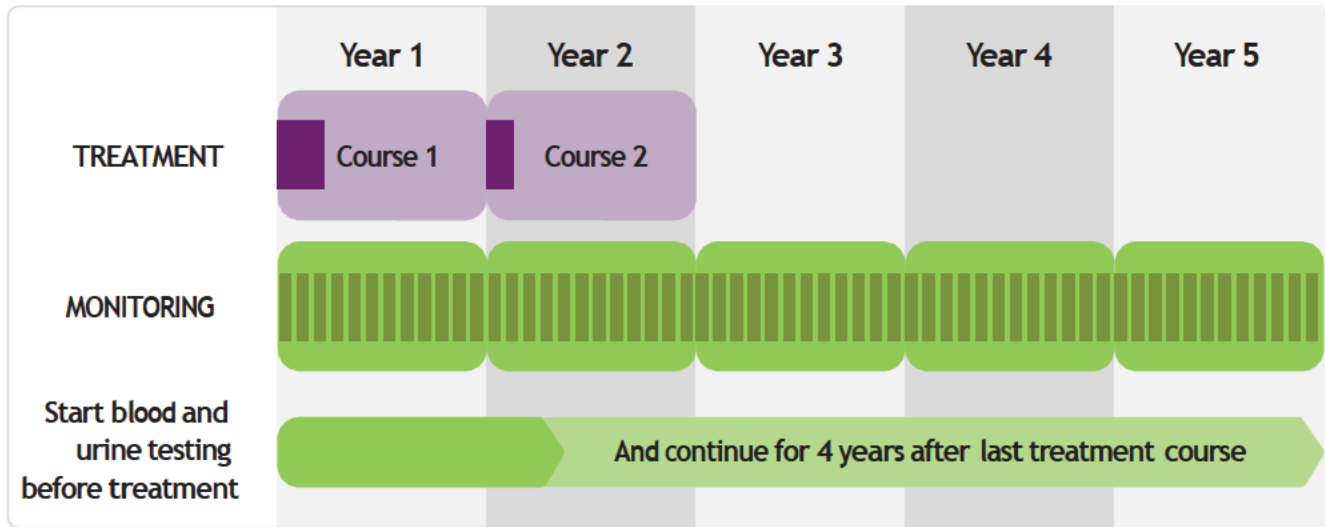 Year 1 Year 2 Year 3 Year 4 Year 5
TREATMENT Course 1 Course 2
MONITORING
Start blood and
urine testing
before treatment
And continue for 4 years after last treatment course